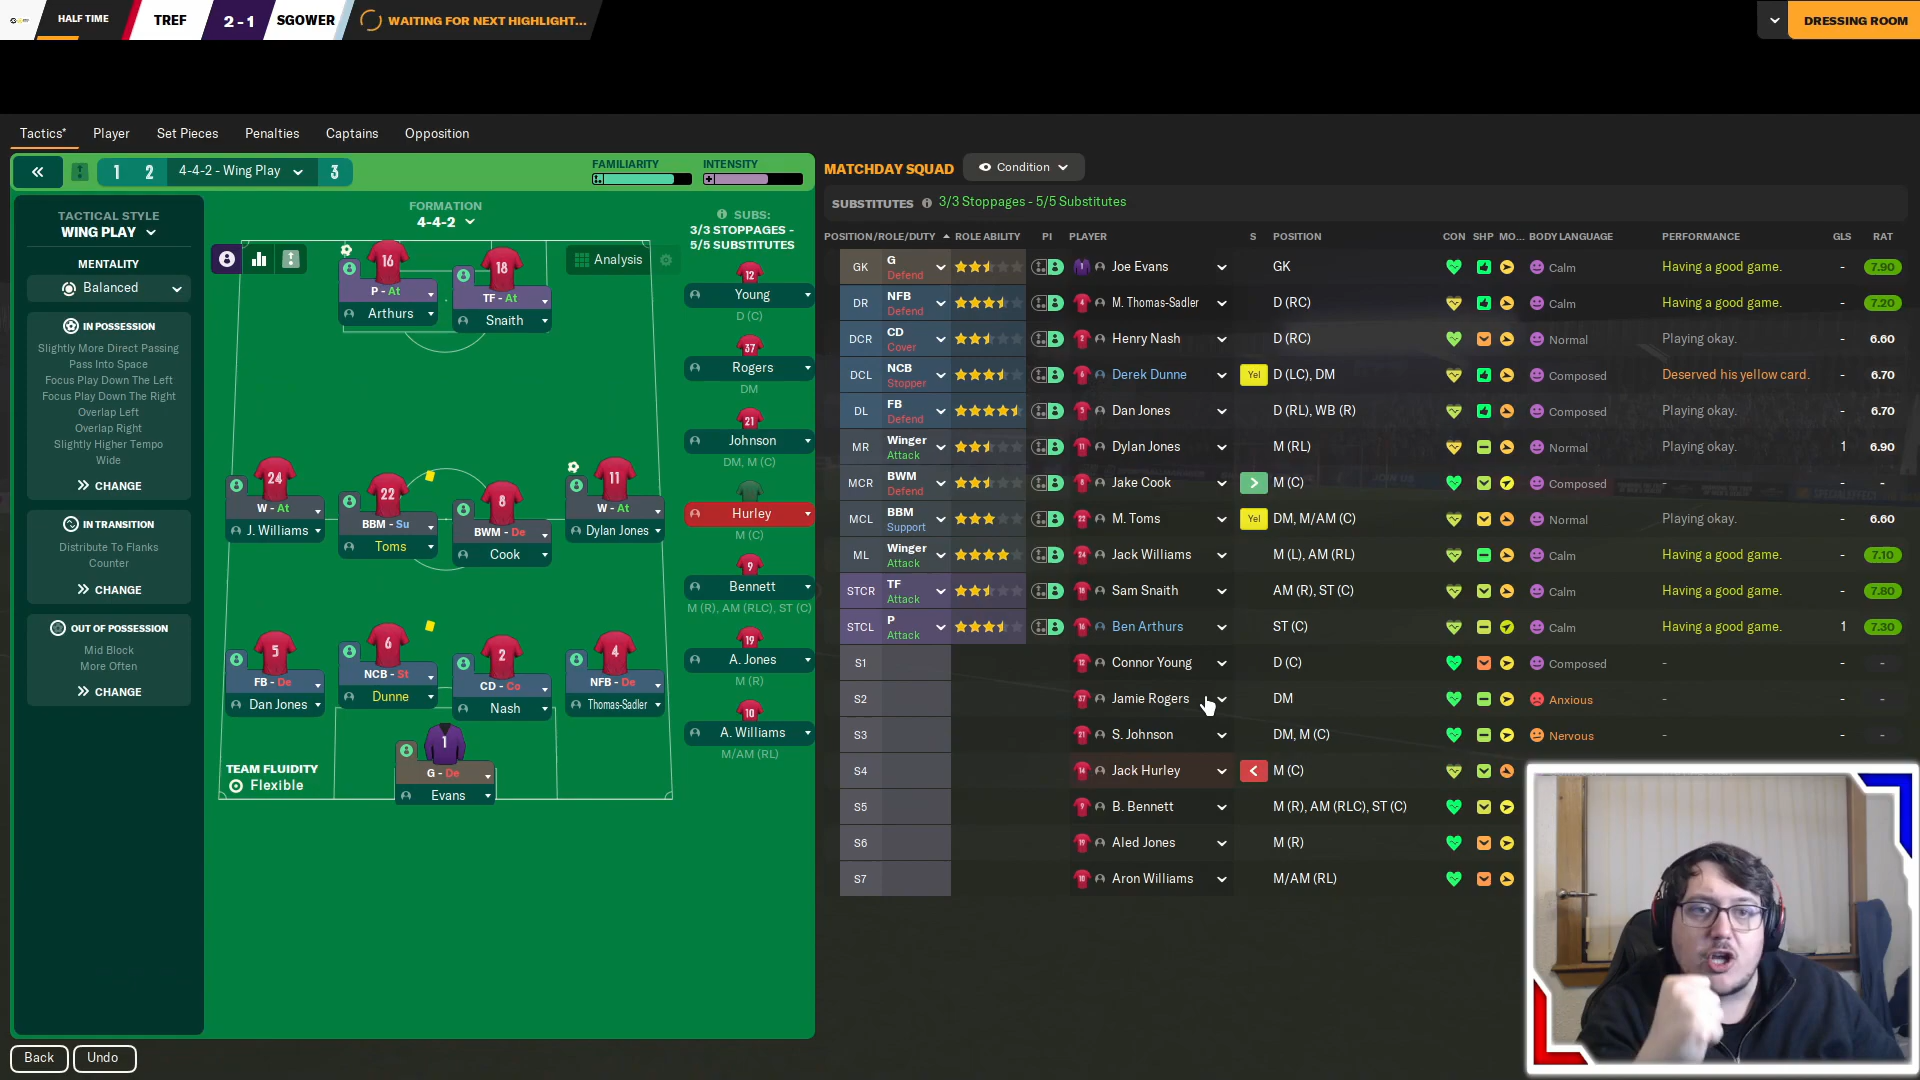 HALF TIME
TREF
2 - 1
SGOWER
WAITING FOR NEXT HIGHLIGHT...
DRESSING ROOM
Tactics*
Player
Set Pieces
Penalties
Captains
Opposition
1
2
4-4-2 - Wing Play
3
FAMILIARITY
INTENSITY
TACTICAL STYLE
WING PLAY
MENTALITY
Balanced
IN POSSESSION
Slightly More Direct Passing
Pass Into Space
Focus Play Down The Left
Focus Play Down The Right
Overlap Left
Overlap Right
Slightly Higher Tempo
Wide
CHANGE
IN TRANSITION
Distribute To Flanks
Counter
CHANGE
OUT OF POSSESSION
Mid Block
More Often
CHANGE
FORMATION
4-4-2
Analysis
16
P - At
Arthurs
18
TF - At
Snaith
24
W - At
J. Williams
22
BBM - Su
Toms
8
BWM - De
Cook
11
W - At
Dylan Jones
5
FB - De
Dan Jones
6
NCB - St
Dunne
2
CD - Co
Nash
4
NFB - De
Thomas-Sadler
1
G - De
Evans
TEAM FLUIDITY
Flexible
SUBS:
3/3 STOPPAGES -
5/5 SUBSTITUTES
12
Young
D (C)
37
Rogers
DM
21
Johnson
DM, M (C)
Hurley
M (C)
9
Bennett
M (R), AM (RLC), ST (C)
19
A. Jones
M (R)
10
A. Williams
M/AM (RL)
MATCHDAY SQUAD
Condition
SUBSTITUTES
3/3 Stoppages - 5/5 Substitutes
POSITION/ROLE/DUTY ROLE ABILITY PI PLAYER S POSITION CON SHP MO... BODY LANGUAGE PERFORMANCE GLS RAT
GK G Defend Joe Evans GK Calm Having a good game. - 7.90
DR NFB Defend M. Thomas-Sadler D (RC) Calm Having a good game. - 7.20
DCR CD Cover Henry Nash D (RC) Normal Playing okay. - 6.60
DCL NCB Stopper Derek Dunne Yel D (LC), DM Composed Deserved his yellow card. - 6.70
DL FB Defend Dan Jones D (RL), WB (R) Composed Playing okay. - 6.70
MR Winger Attack Dylan Jones M (RL) Normal Playing okay. 1 6.90
MCR BWM Defend Jake Cook M (C) Composed - - -
MCL BBM Support M. Toms Yel DM, M/AM (C) Normal Playing okay. - 6.60
ML Winger Attack Jack Williams M (L), AM (RL) Calm Having a good game. - 7.10
STCR TF Attack Sam Snaith AM (R), ST (C) Calm Having a good game. - 7.80
STCL P Attack Ben Arthurs ST (C) Calm Having a good game. 1 7.30
S1 Connor Young D (C) Composed - - -
S2 Jamie Rogers DM Anxious - - -
S3 S. Johnson DM, M (C) Nervous - - -
S4 Jack Hurley M (C)
S5 B. Bennett M (R), AM (RLC), ST (C)
S6 Aled Jones M (R)
S7 Aron Williams M/AM (RL)
Back
Undo